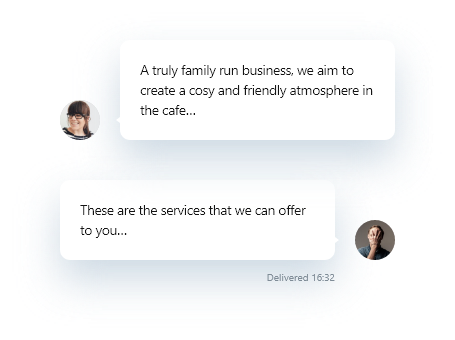 A truly family run business, we aim to
create a cosy and friendly atmosphere in
the cafe...
These are the services that we can offer
to you...
Delivered 16:32